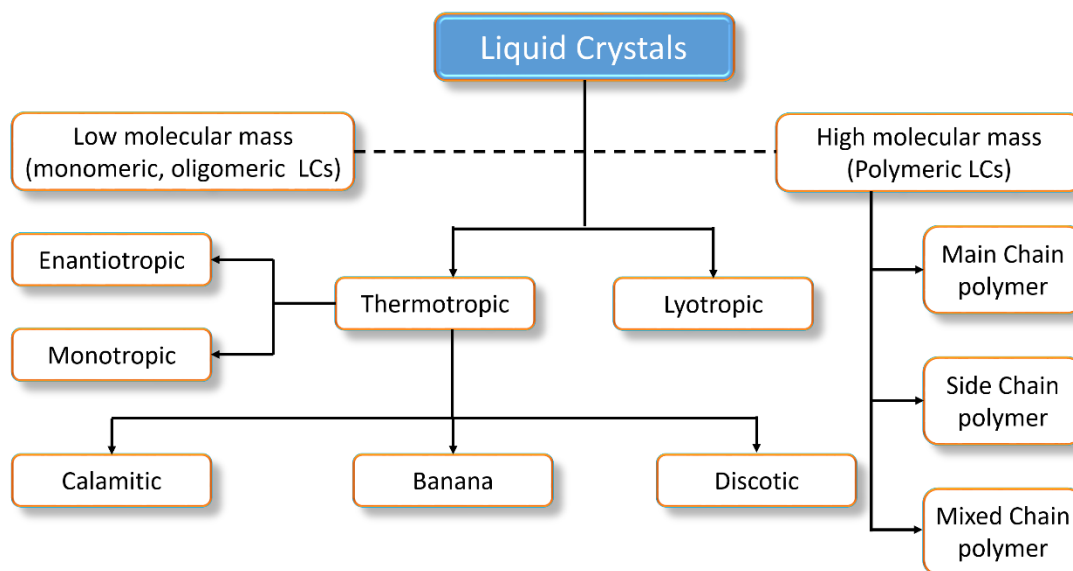 Liquid Crystals
Low molecular mass
(monomeric, oligomeric LCs)
High molecular mass
(Polymeric LCs)
Enantiotropic
Monotropic
Thermotropic
Lyotropic
Main Chain
polymer
Side Chain
polymer
Mixed Chain
polymer
Calamitic
Banana
Discotic